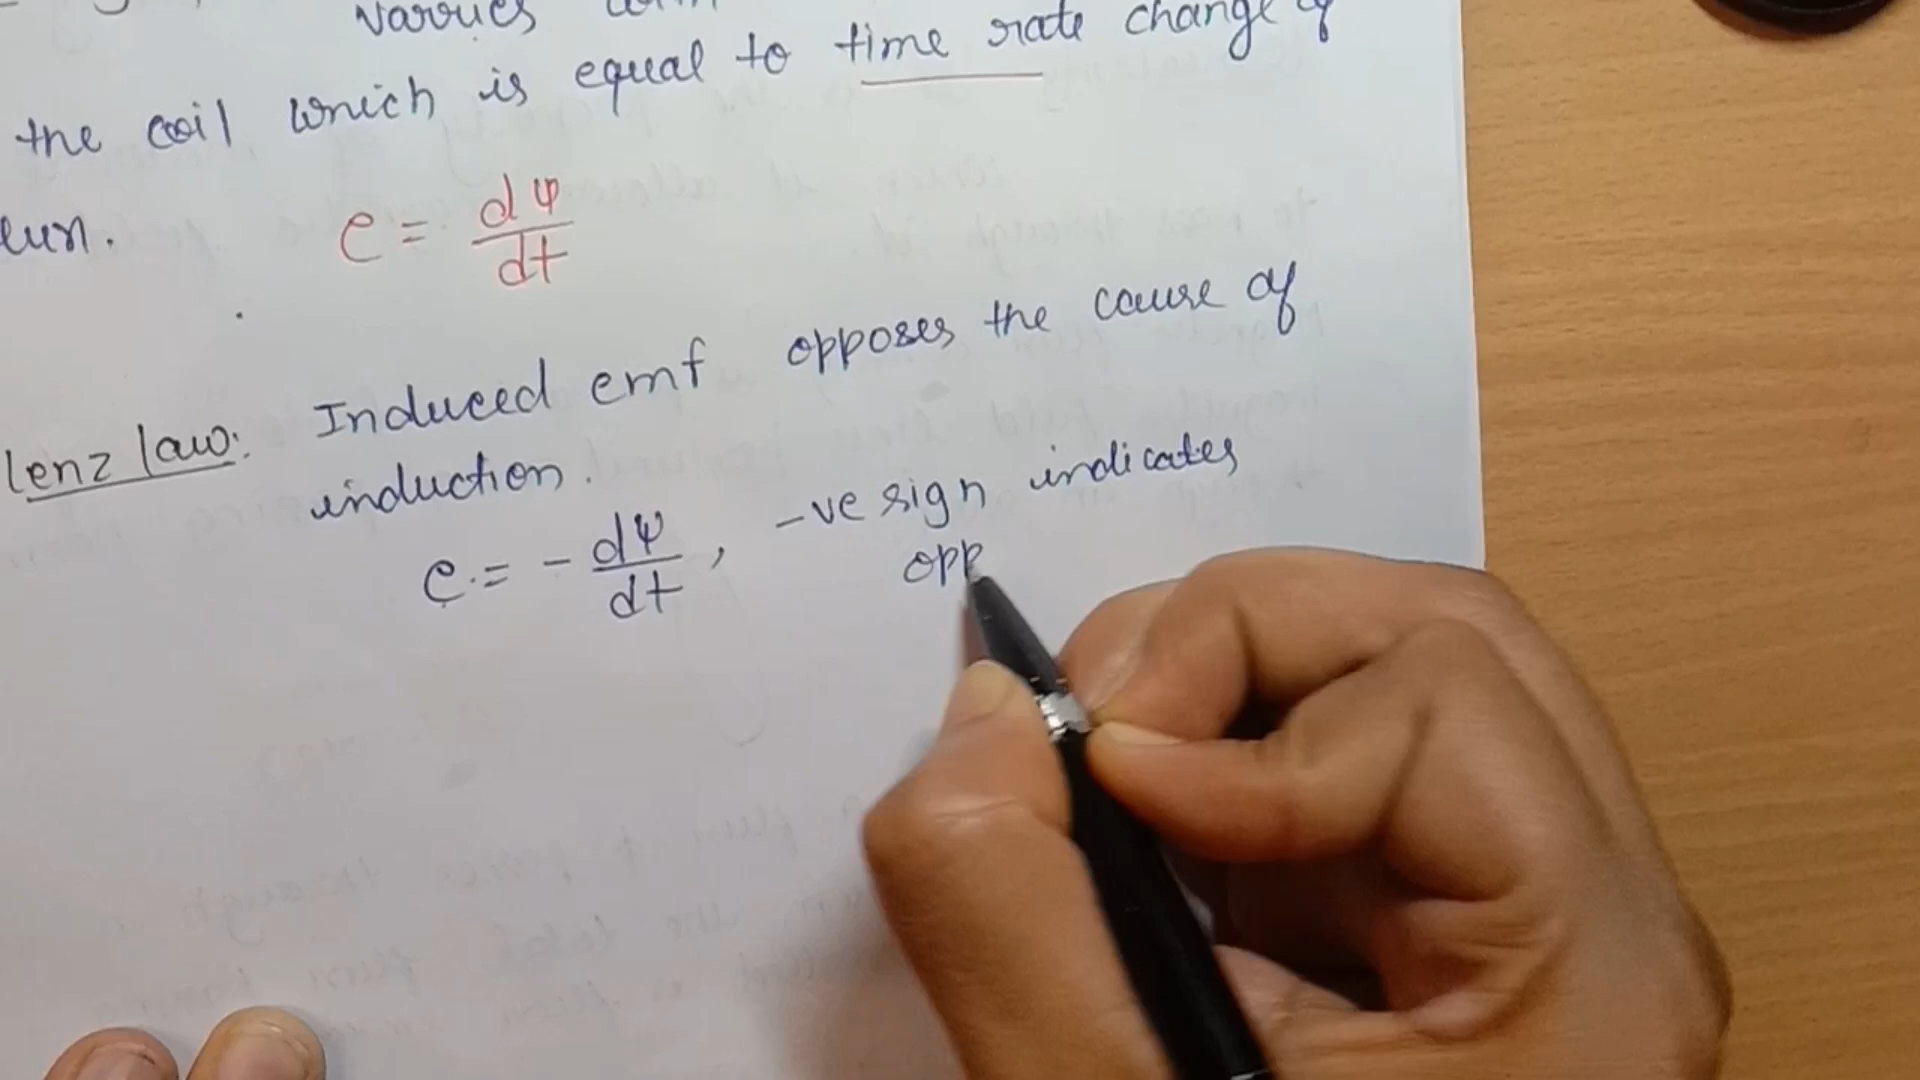 varries
the coil which is equal to time rate change of
e = dψ/dt
Lenz law: Induced emf opposes the cause of
induction.
e = - dψ/dt, -ve sign indicates
opp